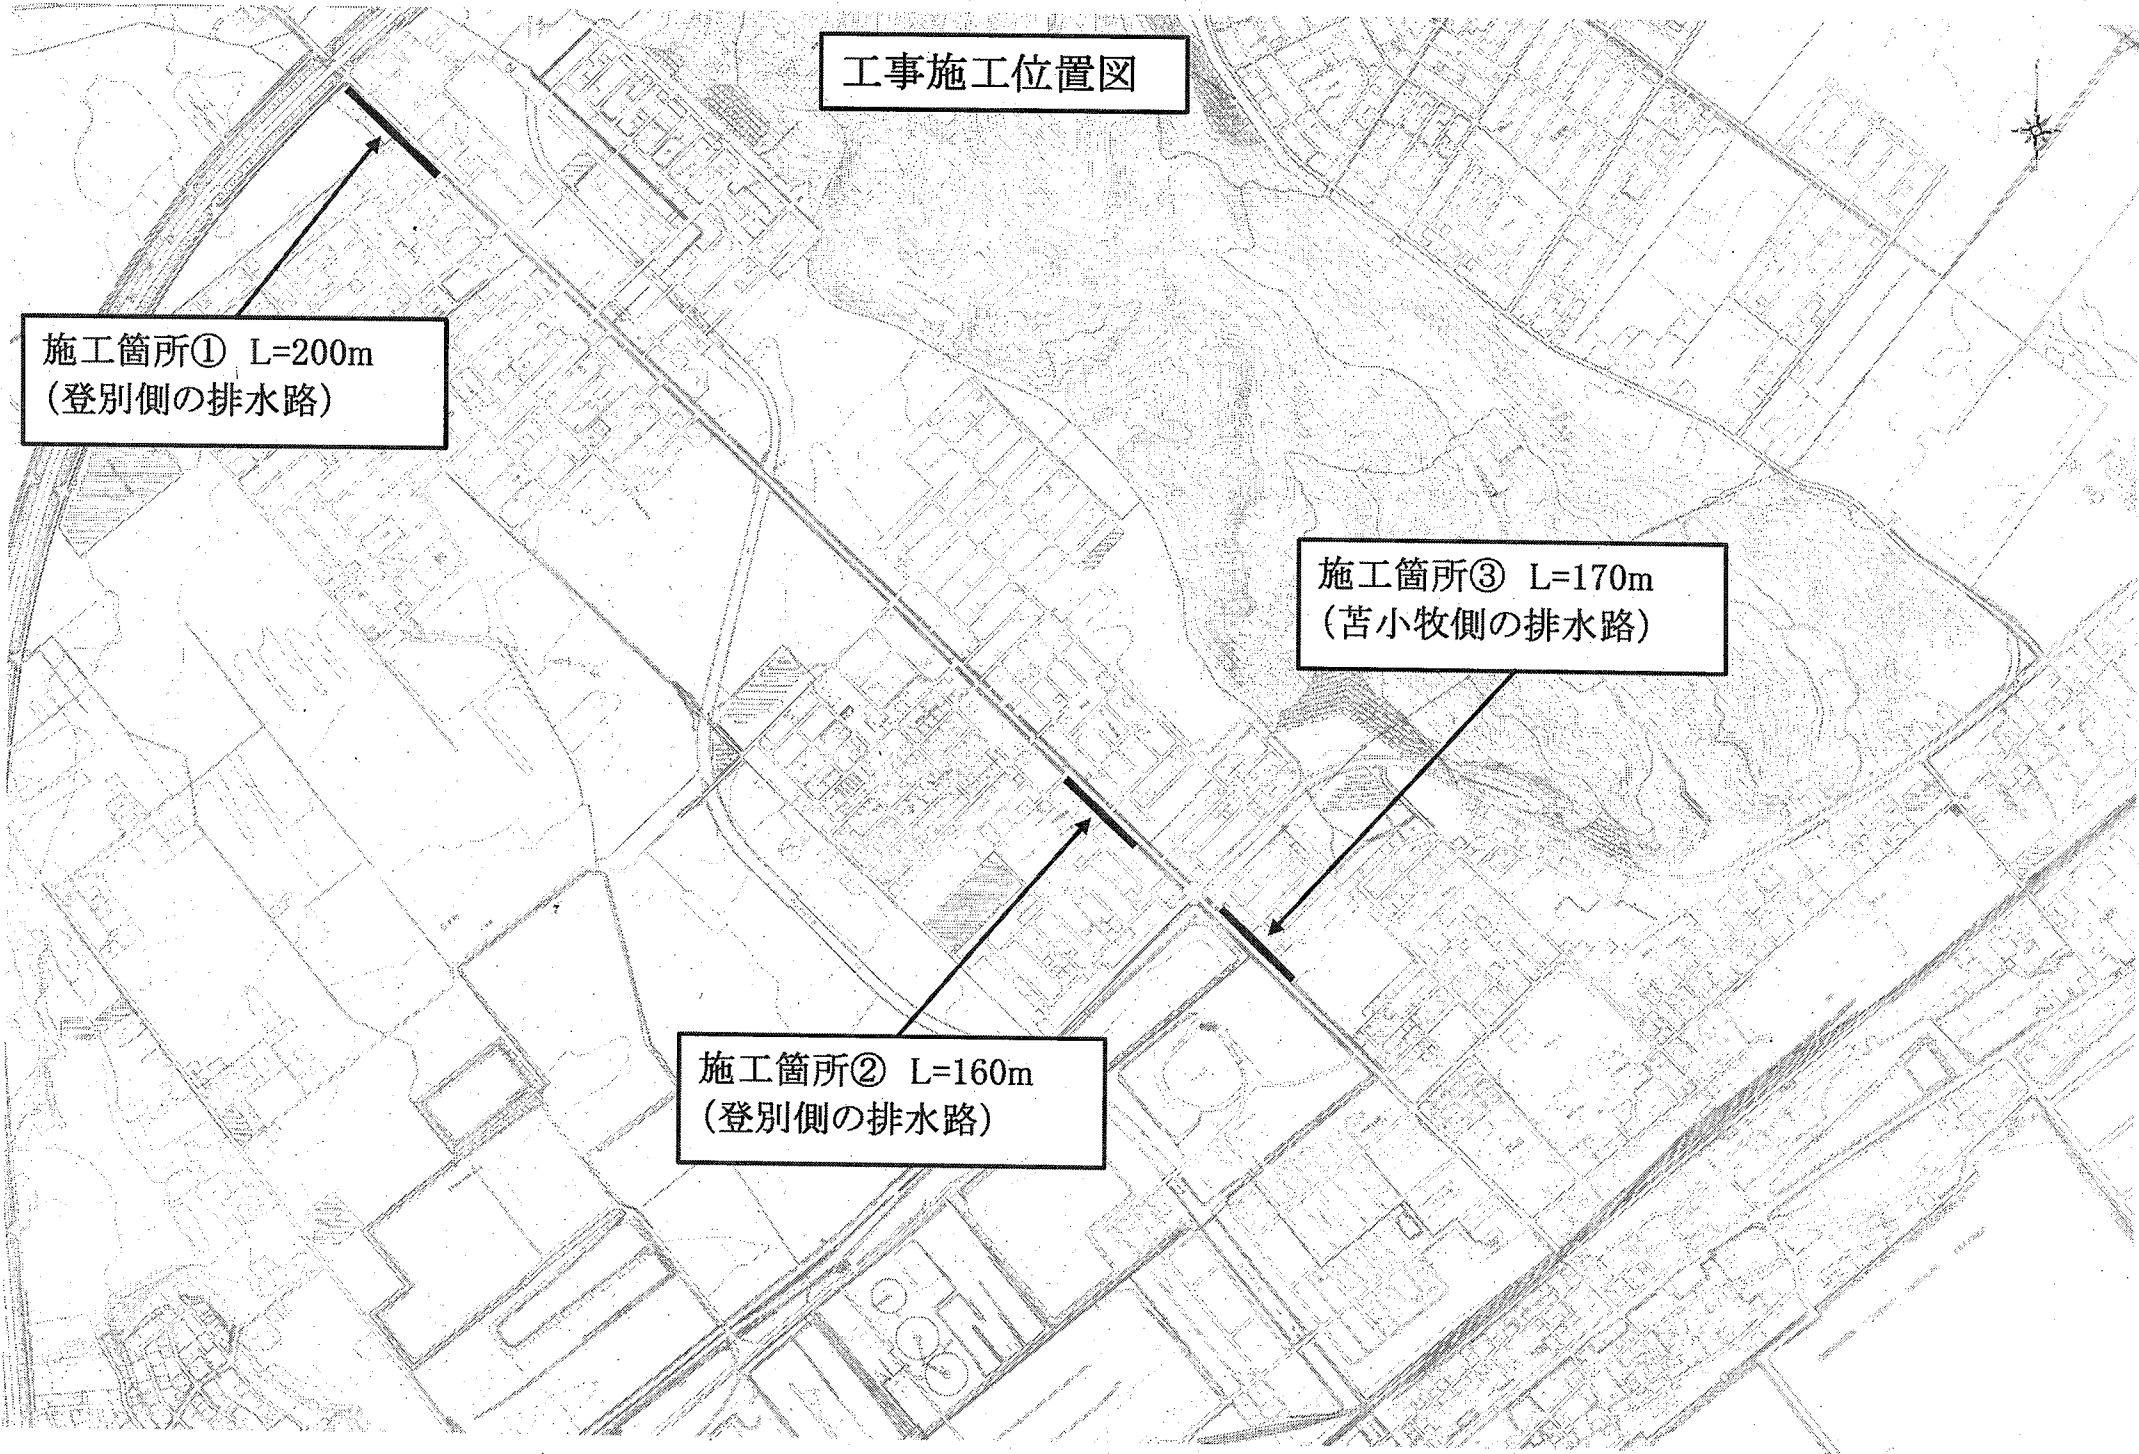 工事施工位置図
施工箇所① L=200m
(登別側の排水路)
施工箇所③ L=170m
(苫小牧側の排水路)
施工箇所② L=160m
(登別側の排水路)